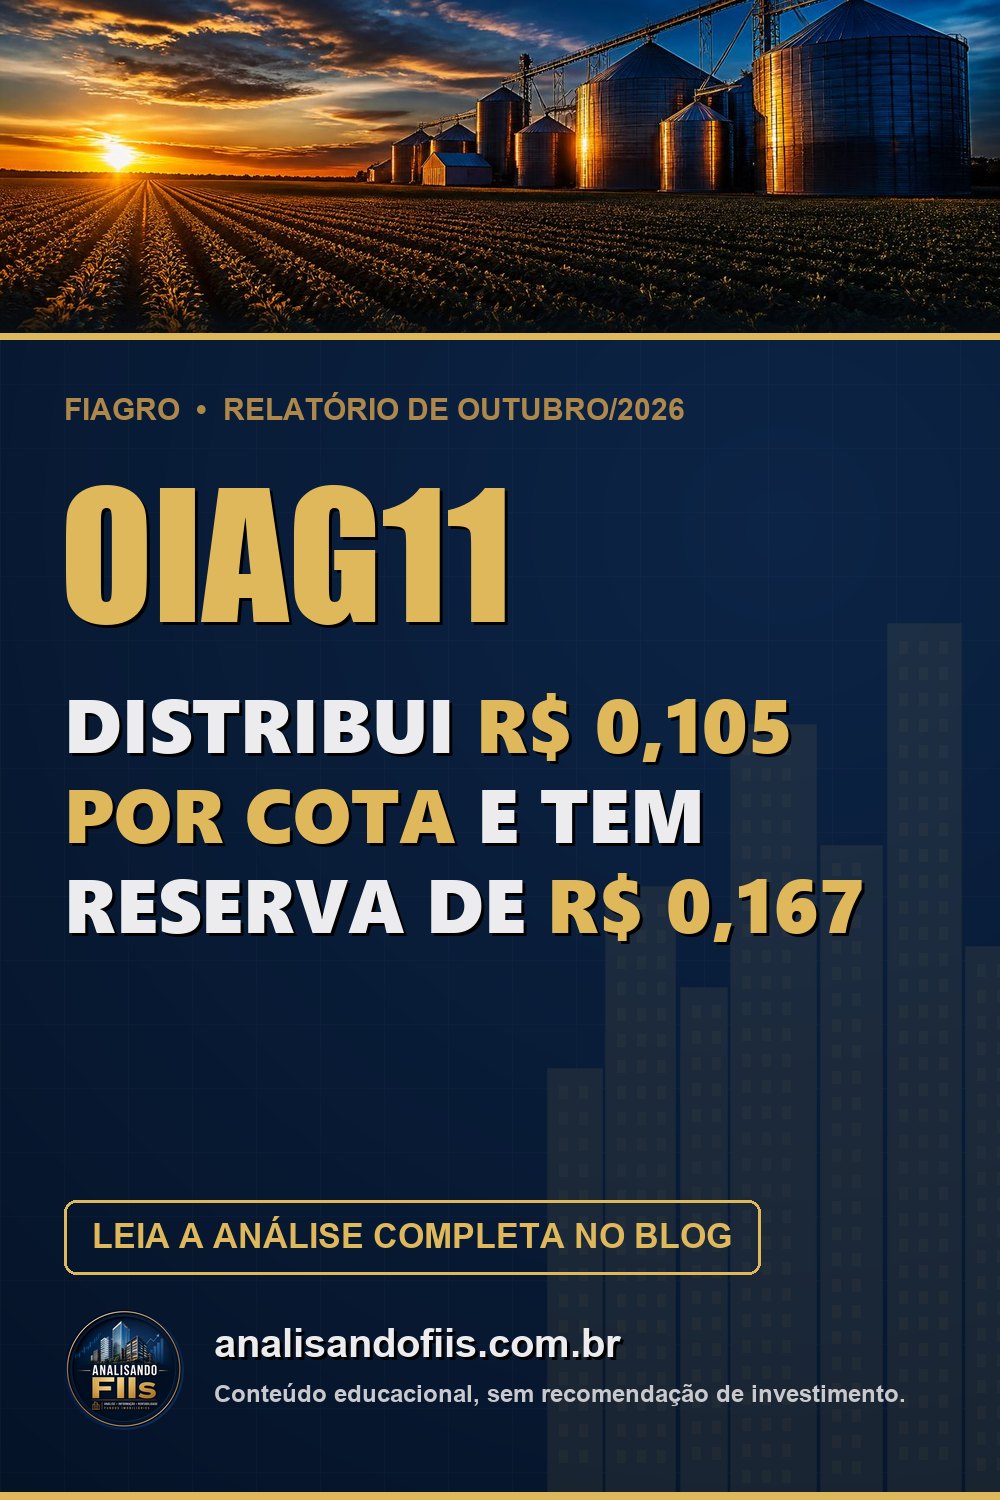 FIAGRO • RELATÓRIO DE OUTUBRO/2026
OIAG11
DISTRIBUI R$ 0,105
POR COTA E TEM
RESERVA DE R$ 0,167
LEIA A ANÁLISE COMPLETA NO BLOG
analisandofiis.com.br
Conteúdo educacional, sem recomendação de investimento.
ANALISANDO
FIIs